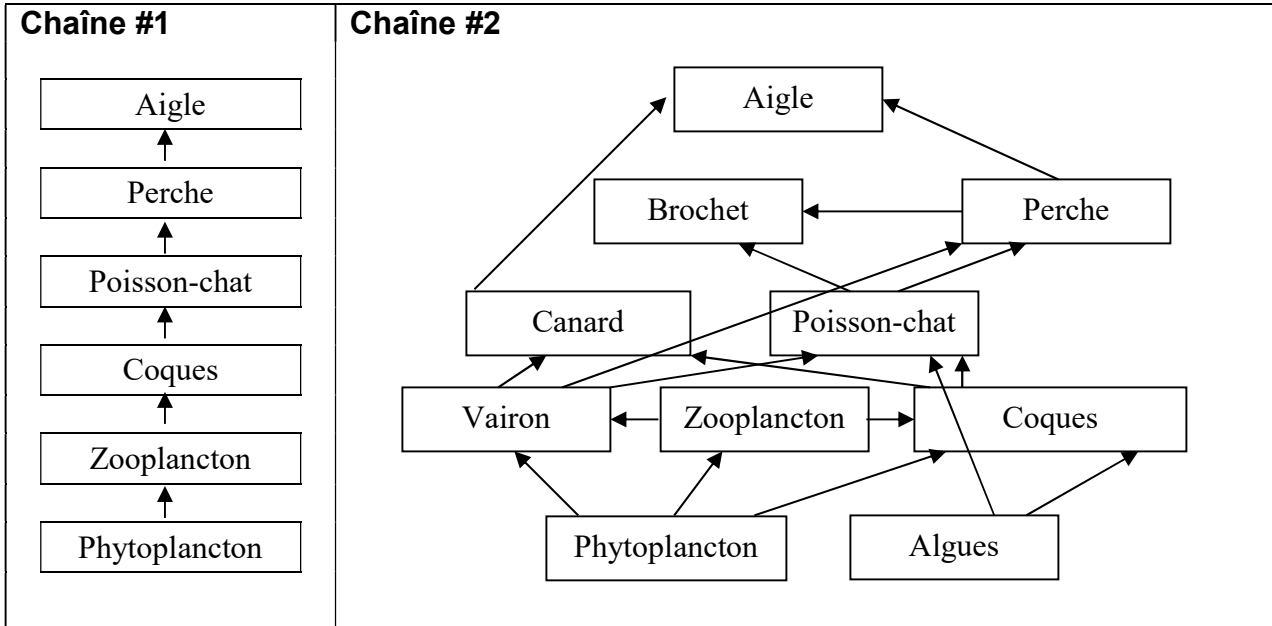 Chaîne #1
Aigle
Perche
Poisson-chat
Coques
Zooplancton
Phytoplancton
Chaîne #2
Aigle
Brochet Perche
Canard Poisson-chat
Vairon Zooplancton Coques
Phytoplancton Algues